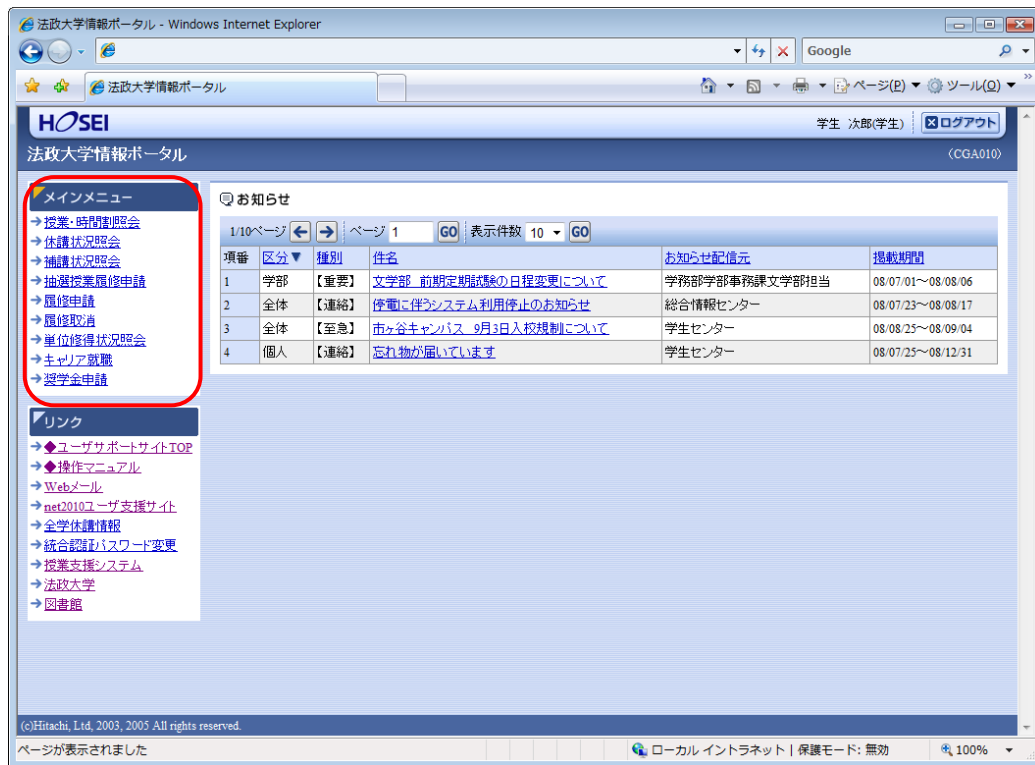 法政大学情報ポータル - Windows Internet Explorer
Google
法政大学情報ポータル
ページ(P) ツール(O)
HOSEI
学生 次郎(学生) ログアウト
法政大学情報ポータル
(CGA010)
メインメニュー
授業・時間割照会
休講状況照会
補講状況照会
抽選授業履修申請
履修申請
履修取消
単位修得状況照会
キャリア就職
奨学金申請
リンク
◆ユーザサポートサイトTOP
◆操作マニュアル
Webメール
net2010ユーザ支援サイト
全学休講情報
統合認証パスワード変更
授業支援システム
法政大学
図書館
お知らせ
1/10ページ ページ 1 GO 表示件数 10 GO
項番 区分▼ 種別 件名 お知らせ配信元 掲載期間
1 学部 【重要】 文学部 前期定期試験の日程変更について 学務部学部事務課文学部担当 08/07/01～08/08/06
2 全体 【連絡】 停電に伴うシステム利用停止のお知らせ 総合情報センター 08/07/23～08/08/17
3 全体 【至急】 市ヶ谷キャンパス 9月3日入校規制について 学生センター 08/08/25～08/09/04
4 個人 【連絡】 忘れ物が届いています 学生センター 08/07/25～08/12/31
(c)Hitachi, Ltd, 2003, 2005 All rights reserved.
ページが表示されました
ローカル イントラネット | 保護モード: 無効
100%